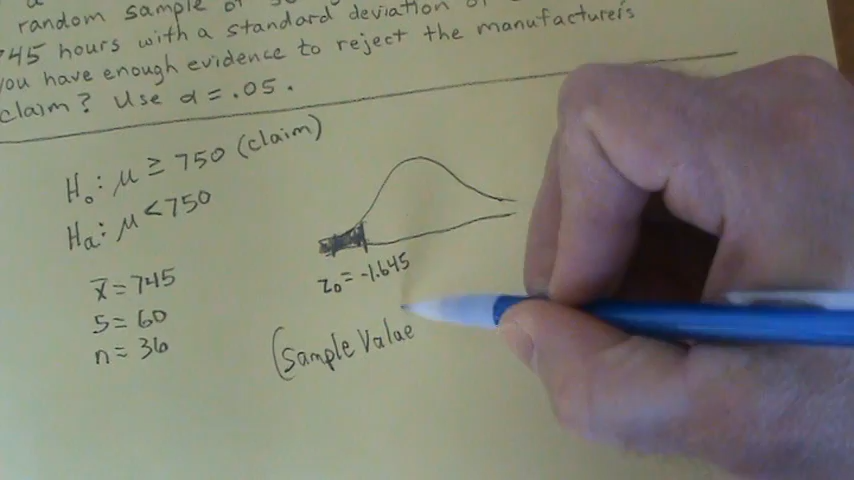 random sample of
745 hours with a standard deviation
you have enough evidence to reject the manufacturer's
claim? Use α = .05.
H₀: μ ≥ 750 (claim)
Hₐ: μ < 750
x̄ = 745
s = 60
n = 36
z₀ = -1.645
(Sample Value